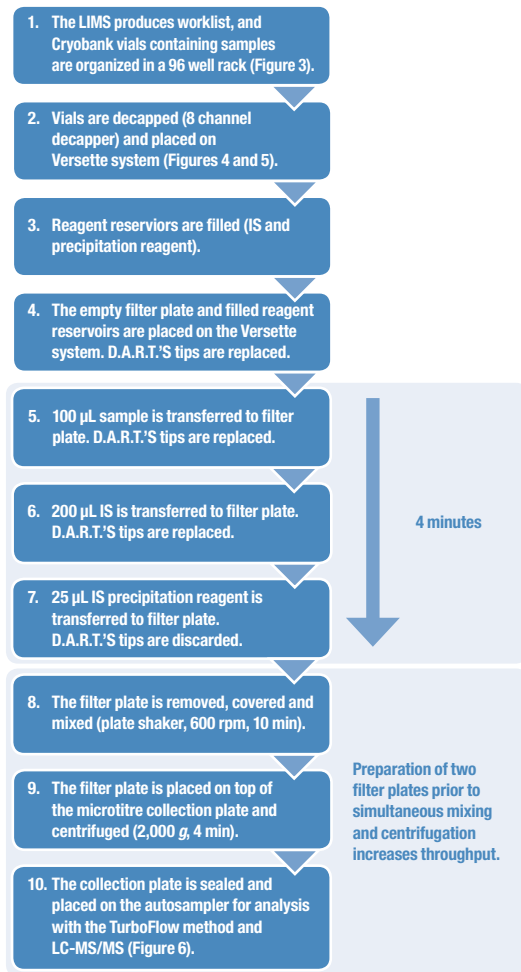 1. The LIMS produces worklist, and
Cryobank vials containing samples
are organized in a 96 well rack (Figure 3).
2. Vials are decapped (8 channel
decapper) and placed on
Versette system (Figures 4 and 5).
3. Reagent reserviors are filled (IS and
precipitation reagent).
4. The empty filter plate and filled reagent
reservoirs are placed on the Versette
system. D.A.R.T.'S tips are replaced.
5. 100 µL sample is transferred to filter
plate. D.A.R.T.'S tips are replaced.
6. 200 µL IS is transferred to filter plate.
D.A.R.T.'S tips are replaced.
7. 25 µL IS precipitation reagent is
transferred to filter plate.
D.A.R.T.'S tips are discarded.
4 minutes
8. The filter plate is removed, covered and
mixed (plate shaker, 600 rpm, 10 min).
9. The filter plate is placed on top of
the microtitre collection plate and
centrifuged (2,000 g, 4 min).
10. The collection plate is sealed and
placed on the autosampler for analysis
with the TurboFlow method and
LC-MS/MS (Figure 6).
Preparation of two
filter plates prior to
simultaneous mixing
and centrifugation
increases throughput.